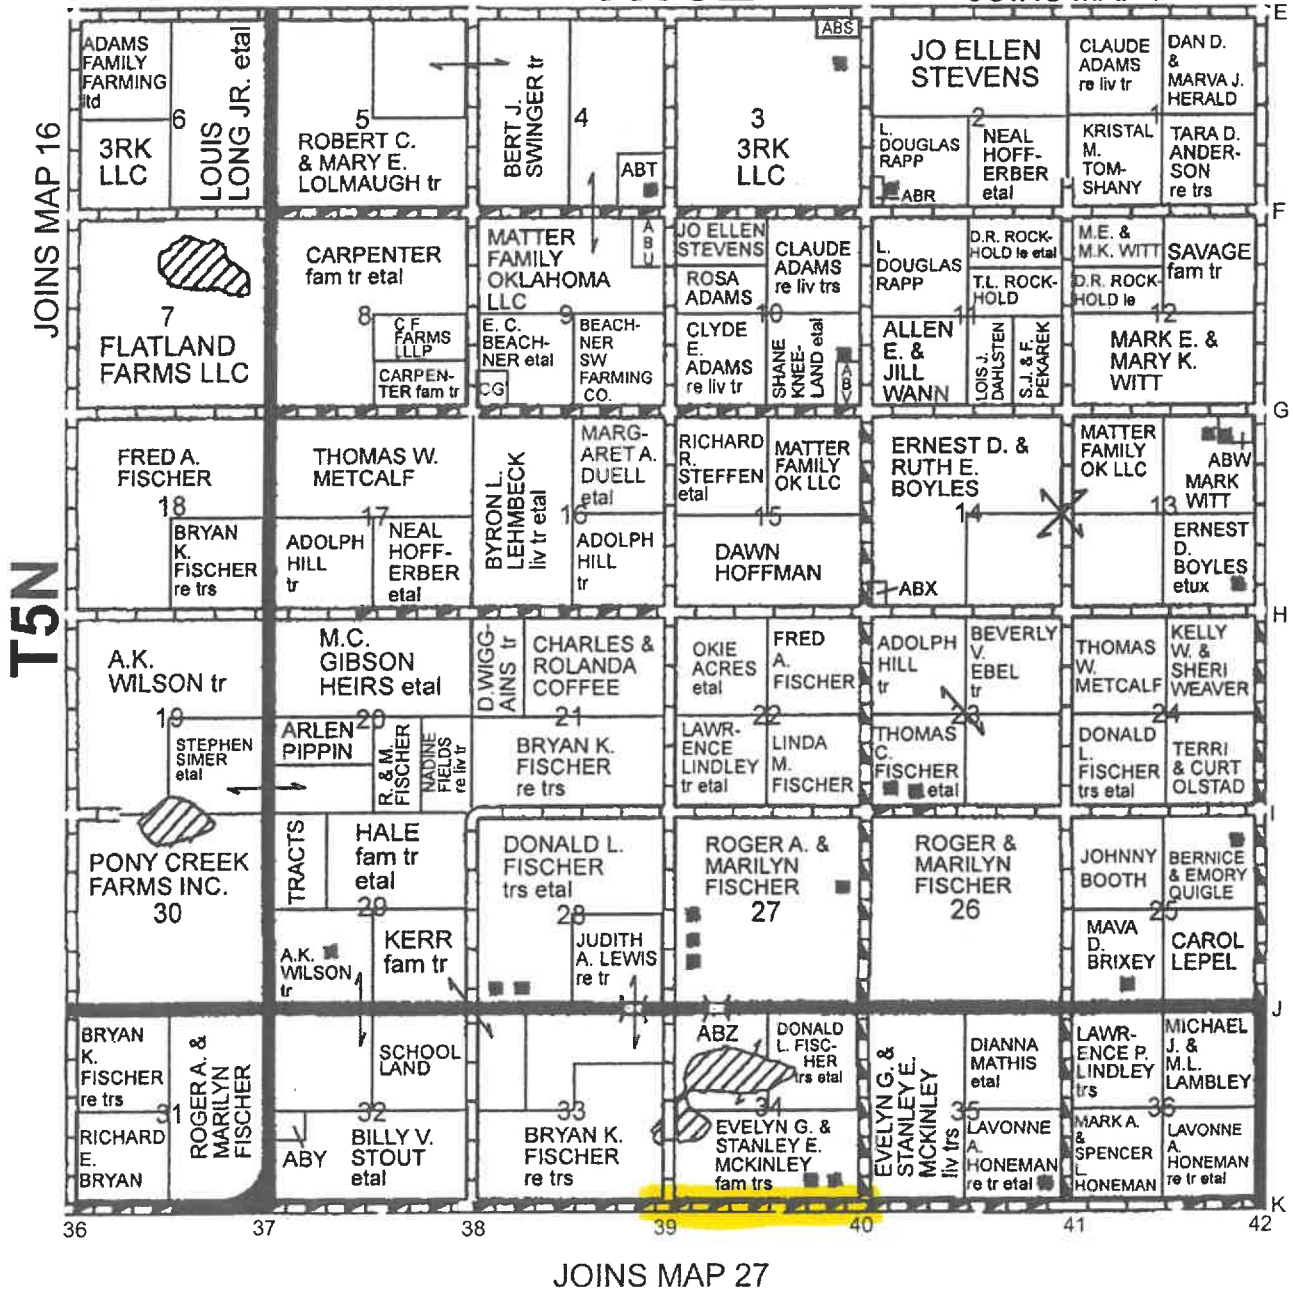 E
ABS
ADAMS
FAMILY
FARMING
ltd
6
LOUIS
LONG JR. etal
3RK
LLC
5
ROBERT C.
& MARY E.
LOLMAUGH tr
BERT J.
SWINGER tr
4
ABT
3
3RK
LLC
JO ELLEN
STEVENS
2
L.
DOUGLAS
RAPP
ABR
NEAL
HOFF-
ERBER
etal
CLAUDE
ADAMS
re liv tr
DAN D.
&
MARVA J.
HERALD
1
KRISTAL
M.
TOM-
SHANY
TARA D.
ANDER-
SON
re trs
JOINS MAP 16
F
7
FLATLAND
FARMS LLC
CARPENTER
fam tr etal
8
C F
FARMS
LLLP
CARPEN-
TER fam tr
MATTER
FAMILY
OKLAHOMA
LLC
A
B
U
9
E. C.
BEACH-
NER etal
CG
BEACH-
NER
SW
FARMING
CO.
JO ELLEN
STEVENS
ROSA
ADAMS
CLAUDE
ADAMS
re liv trs
10
CLYDE
E.
ADAMS
re liv tr
SHANE
KNEE-
LAND etal
A
B
V
L.
DOUGLAS
RAPP
D.R. ROCK-
HOLD le etal
T.L. ROCK-
HOLD
11
ALLEN
E. &
JILL
WANN
LOIS J.
DAHLSTEN
S.J. & F.
PEKAREK
M.E. &
M.K. WITT
D.R. ROCK-
HOLD le
SAVAGE
fam tr
12
MARK E. &
MARY K.
WITT
G
FRED A.
FISCHER
18
BRYAN
K.
FISCHER
re trs
THOMAS W.
METCALF
17
ADOLPH
HILL
tr
NEAL
HOFF-
ERBER
etal
BYRON L.
LEHMBECK
liv tr etal
MARG-
ARET A.
DUELL
etal
16
ADOLPH
HILL
tr
RICHARD
R.
STEFFEN
etal
MATTER
FAMILY
OK LLC
15
DAWN
HOFFMAN
ERNEST D. &
RUTH E.
BOYLES
14
ABX
MATTER
FAMILY
OK LLC
ABW
MARK
WITT
13
ERNEST
D.
BOYLES
etux
T5N
H
A.K.
WILSON tr
19
STEPHEN
SIMER
etal
M.C.
GIBSON
HEIRS etal
20
ARLEN
PIPPIN
R. & M.
FISCHER
NADINE
FIELDS
re liv tr
D.WIGG-
AINS tr
CHARLES &
ROLANDA
COFFEE
21
BRYAN K.
FISCHER
re trs
OKIE
ACRES
etal
FRED
A.
FISCHER
22
LAWR-
ENCE
LINDLEY
tr etal
LINDA
M.
FISCHER
ADOLPH
HILL
tr
BEVERLY
V.
EBEL
tr
23
THOMAS
C.
FISCHER
etal
THOMAS
W.
METCALF
KELLY
W. &
SHERI
WEAVER
24
DONALD
L.
FISCHER
trs etal
TERRI
& CURT
OLSTAD
I
PONY CREEK
FARMS INC.
30
TRACTS
HALE
fam tr
etal
29
A.K.
WILSON
tr
KERR
fam tr
DONALD L.
FISCHER
trs etal
28
JUDITH
A. LEWIS
re tr
ROGER A. &
MARILYN
FISCHER
27
ROGER &
MARILYN
FISCHER
26
JOHNNY
BOOTH
BERNICE
& EMORY
QUIGLE
25
MAVA
D.
BRIXEY
CAROL
LEPEL
J
BRYAN
K.
FISCHER
re trs
31
RICHARD
E.
BRYAN
ROGER A. &
MARILYN
FISCHER
SCHOOL
LAND
32
ABY
BILLY V.
STOUT
etal
33
BRYAN K.
FISCHER
re trs
ABZ
DONALD
L. FISC-
HER
trs etal
34
EVELYN G. &
STANLEY E.
MCKINLEY
fam trs
EVELYN G. &
STANLEY E.
MCKINLEY
liv trs
DIANNA
MATHIS
etal
35
LAVONNE
A.
HONEMAN
re tr etal
LAWR-
ENCE P.
LINDLEY
trs
MICHAEL
J. &
M.L.
LAMBLEY
36
MARK A.
&
SPENCER
L.
HONEMAN
LAVONNE
A.
HONEMAN
re tr etal
K
36 37 38 39 40 41 42
JOINS MAP 27